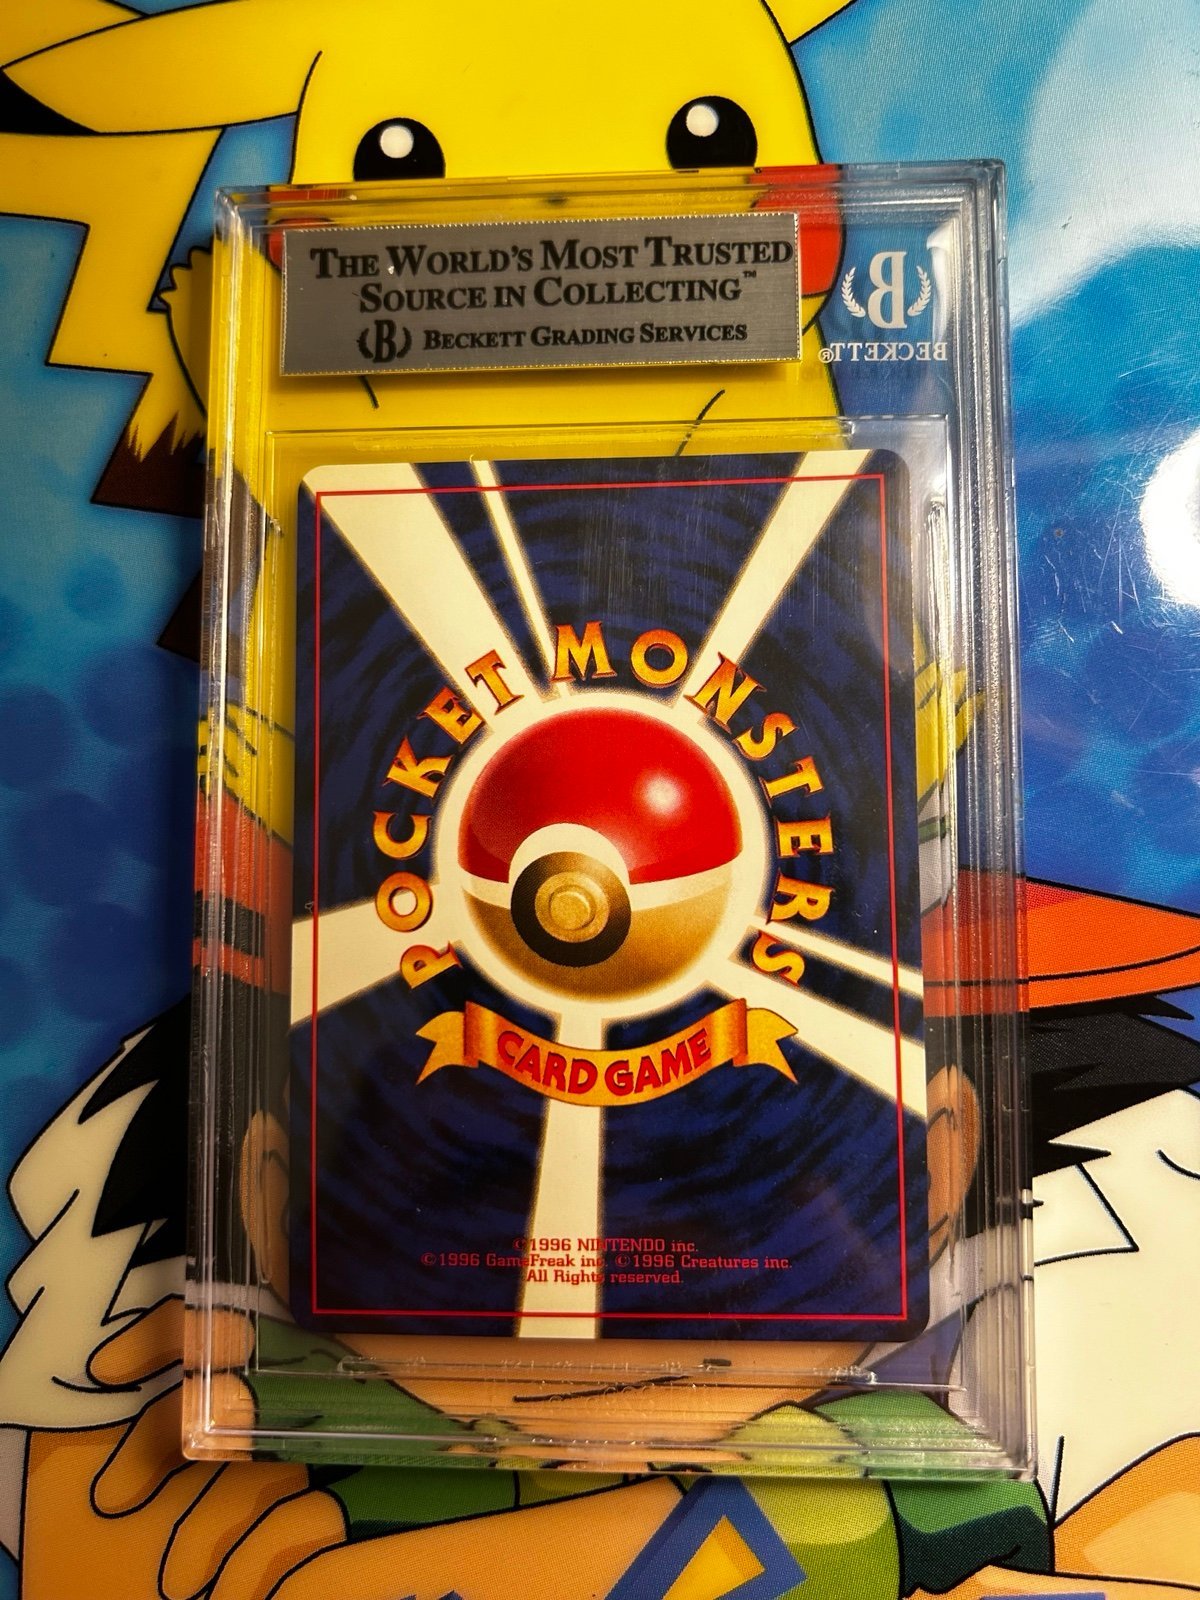 THE WORLD'S MOST TRUSTED
SOURCE IN COLLECTING™
B BECKETT GRADING SERVICES
B
BECKETT®
POCKET MONSTERS
CARD GAME
©1996 NINTENDO inc.
©1996 GameFreak inc. ©1996 Creatures inc.
All Rights reserved.